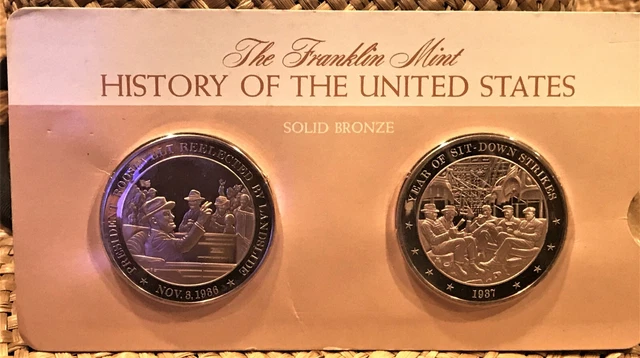 The Franklin Mint
HISTORY OF THE UNITED STATES
SOLID BRONZE
PRESIDENT ROOSEVELT REELECTED BY LANDSLIDE
NOV. 3, 1936
YEAR OF SIT-DOWN STRIKES
1937